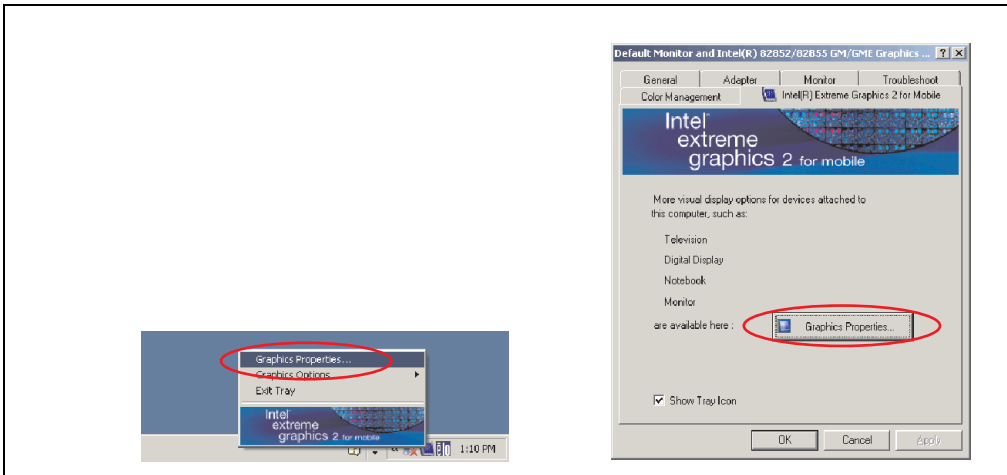 Graphics Properties...
Graphics Options
Exit Tray
Intel
extreme
graphics 2 for mobile
1:10 PM
Default Monitor and Intel(R) 82852/82855 GM/GME Graphics ...
General Adapter Monitor Troubleshoot
Color Management Intel(R) Extreme Graphics 2 for Mobile
Intel
extreme
graphics 2 for mobile
More visual display options for devices attached to
this computer, such as:
Television
Digital Display
Notebook
Monitor
are available here : Graphics Properties...
Show Tray Icon
OK Cancel Apply